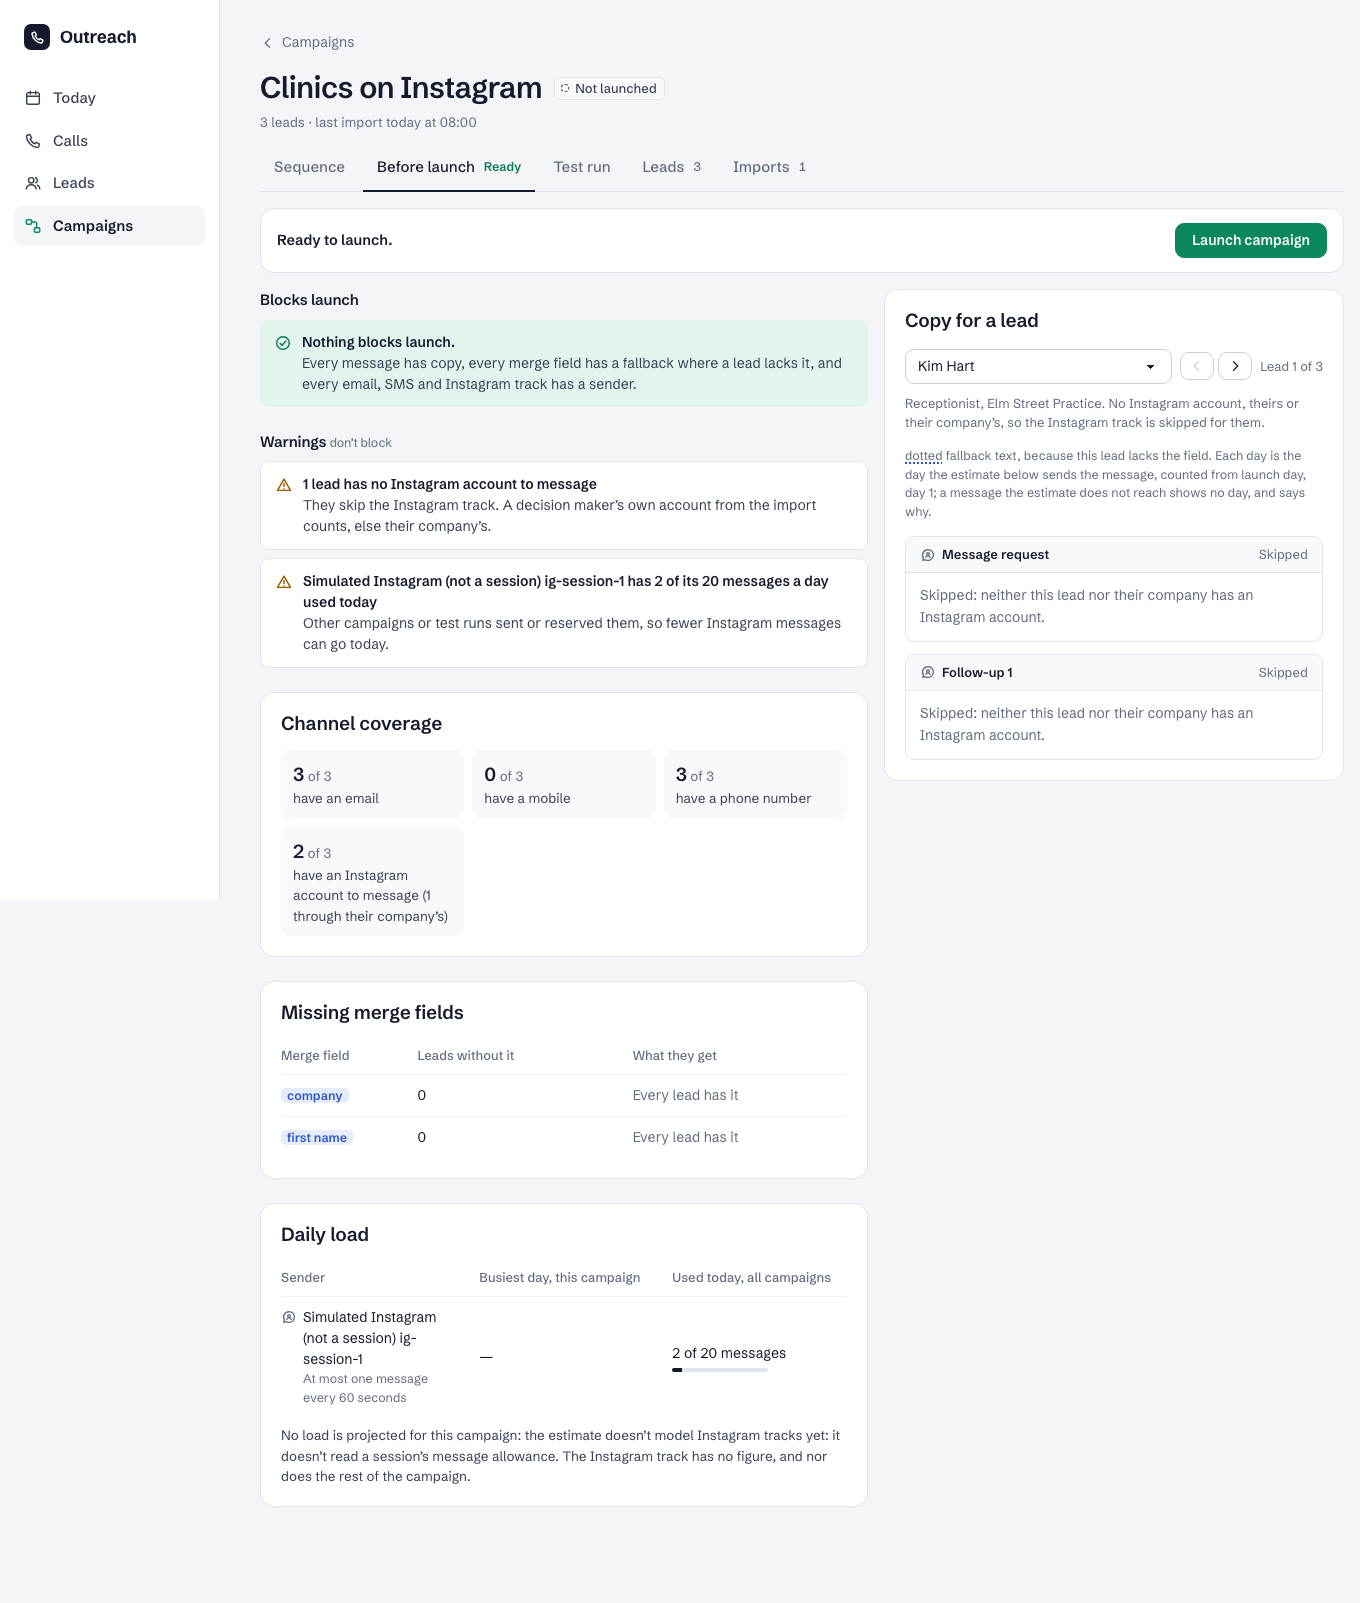 Outreach
Today
Calls
Leads
Campaigns
Campaigns
Clinics on Instagram
Not launched
3 leads · last import today at 08:00
Sequence
Before launch Ready
Test run
Leads 3
Imports 1
Ready to launch.
Launch campaign
Blocks launch
Nothing blocks launch.
Every message has copy, every merge field has a fallback where a lead lacks it, and
every email, SMS and Instagram track has a sender.
Warnings don't block
1 lead has no Instagram account to message
They skip the Instagram track. A decision maker's own account from the import
counts, else their company's.
Simulated Instagram (not a session) ig-session-1 has 2 of its 20 messages a day
used today
Other campaigns or test runs sent or reserved them, so fewer Instagram messages
can go today.
Channel coverage
3 of 3
have an email
0 of 3
have a mobile
3 of 3
have a phone number
2 of 3
have an Instagram
account to message (1
through their company's)
Missing merge fields
Merge field
Leads without it
What they get
company
0
Every lead has it
first name
0
Every lead has it
Daily load
Sender
Busiest day, this campaign
Used today, all campaigns
Simulated Instagram
(not a session) ig-
session-1
At most one message
every 60 seconds
—
2 of 20 messages
No load is projected for this campaign: the estimate doesn't model Instagram tracks yet: it
doesn't read a session's message allowance. The Instagram track has no figure, and nor
does the rest of the campaign.
Copy for a lead
Kim Hart
Lead 1 of 3
Receptionist, Elm Street Practice. No Instagram account, theirs or
their company's, so the Instagram track is skipped for them.
dotted fallback text, because this lead lacks the field. Each day is the
day the estimate below sends the message, counted from launch day,
day 1; a message the estimate does not reach shows no day, and says
why.
Message request
Skipped
Skipped: neither this lead nor their company has an
Instagram account.
Follow-up 1
Skipped
Skipped: neither this lead nor their company has an
Instagram account.